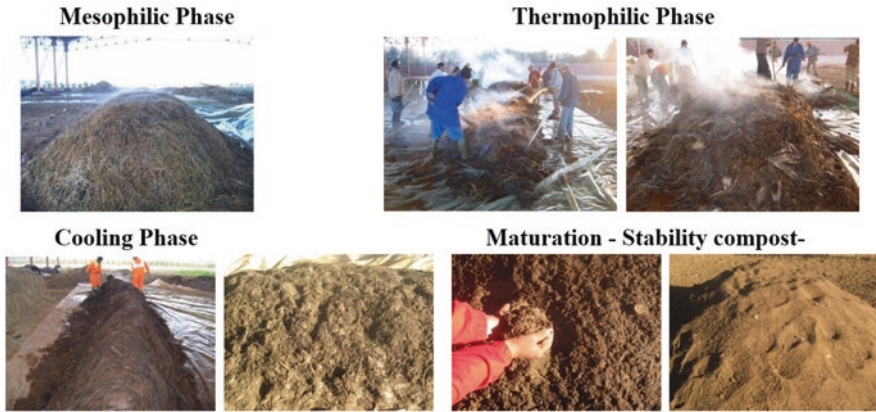 Mesophilic Phase
Thermophilic Phase
Cooling Phase
Maturation - Stability compost-